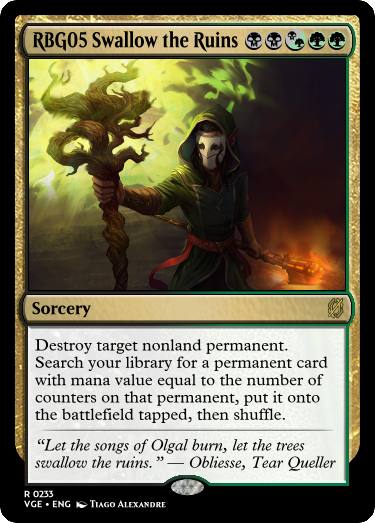 RBG05 Swallow the Ruins
Sorcery
Destroy target nonland permanent.
Search your library for a permanent card
with mana value equal to the number of
counters on that permanent, put it onto
the battlefield tapped, then shuffle.
“Let the songs of Olgal burn, let the trees
swallow the ruins.” — Obliesse, Tear Queller
R 0233
VGE • ENG Tiago Alexandre